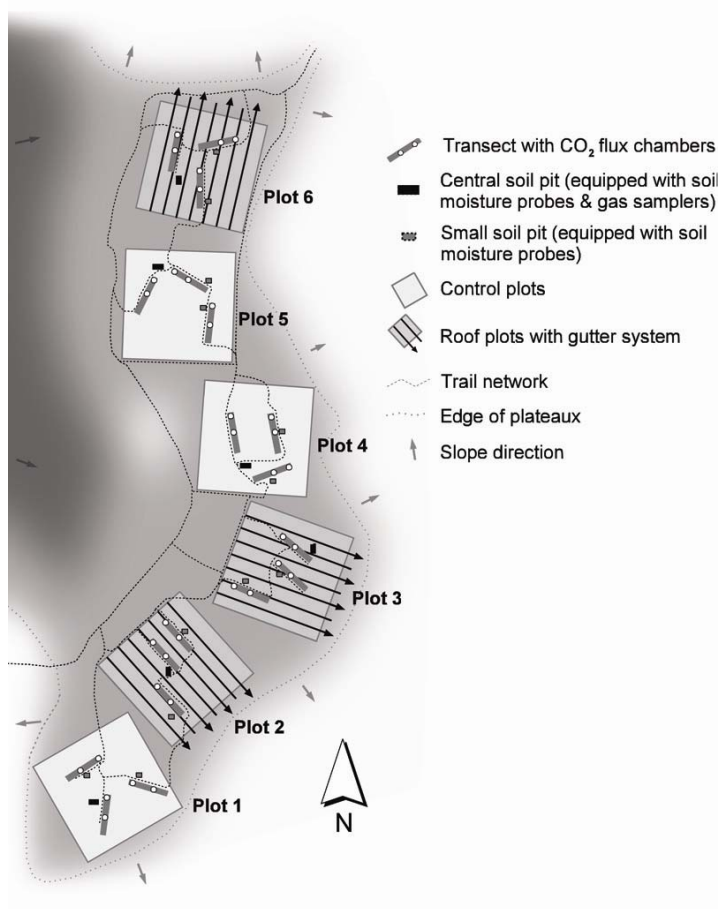 Transect with CO2 flux chambers
Central soil pit (equipped with soil
moisture probes & gas samplers)
Small soil pit (equipped with soil
moisture probes)
Control plots
Roof plots with gutter system
Trail network
Edge of plateaux
Slope direction
Plot 6
Plot 5
Plot 4
Plot 3
Plot 2
Plot 1
N